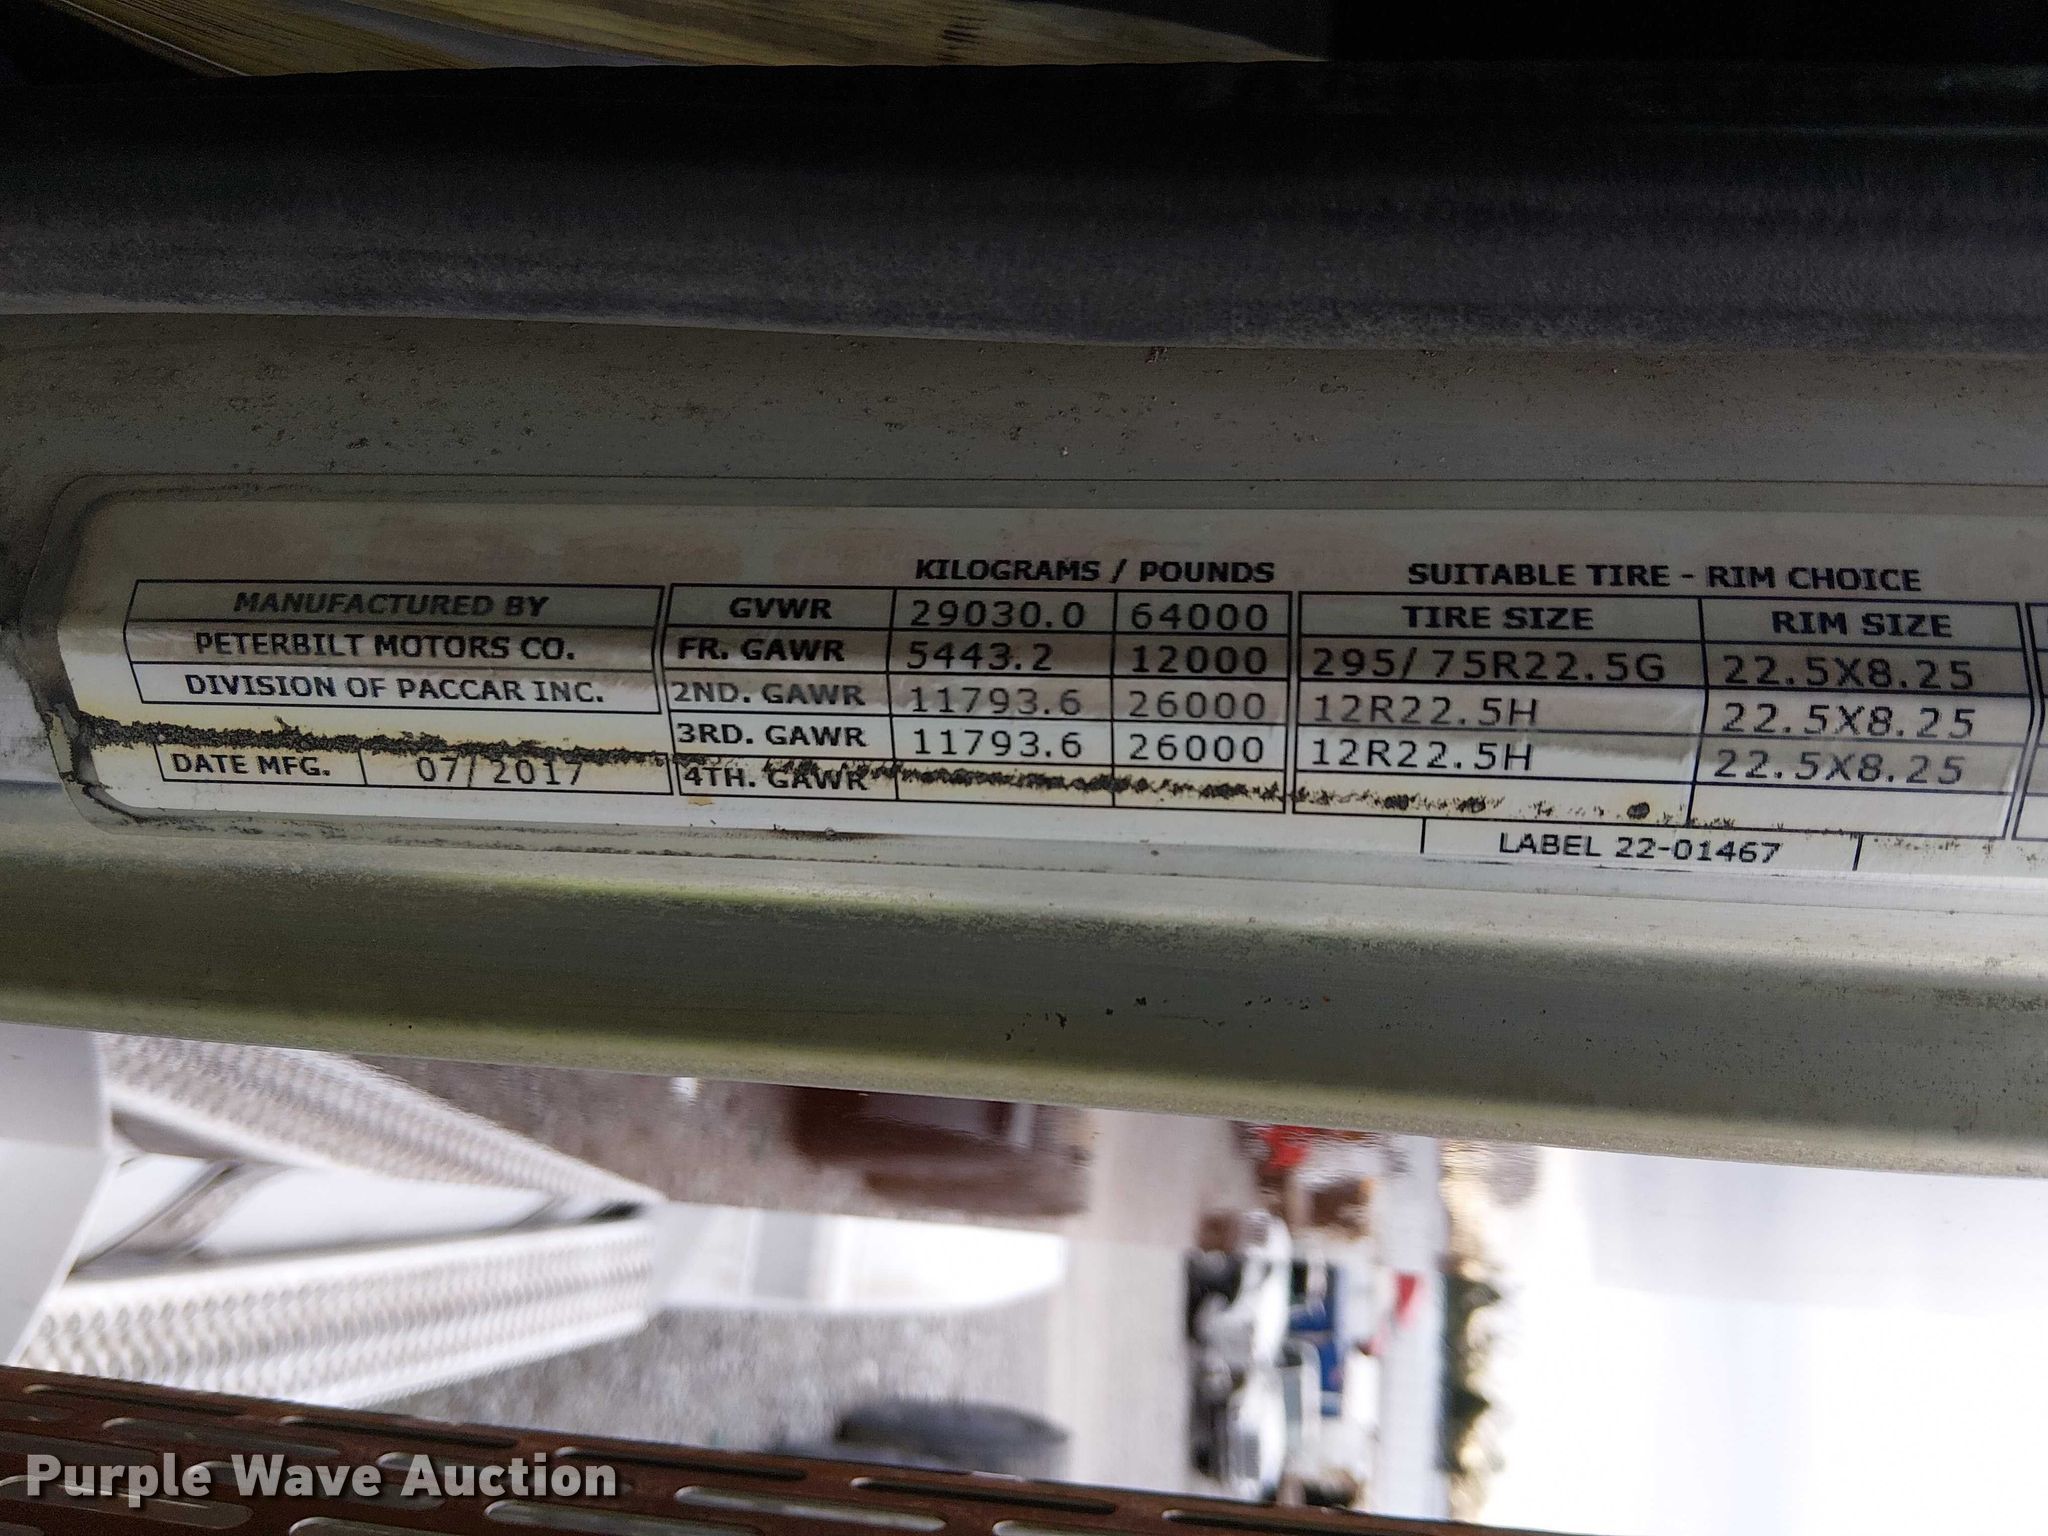 KILOGRAMS / POUNDS SUITABLE TIRE - RIM CHOICE
MANUFACTURED BY GVWR 29030.0 64000 TIRE SIZE RIM SIZE
PETERBILT MOTORS CO. FR. GAWR 5443.2 12000 295/75R22.5G 22.5X8.25
DIVISION OF PACCAR INC. 2ND. GAWR 11793.6 26000 12R22.5H 22.5X8.25
3RD. GAWR 11793.6 26000 12R22.5H 22.5X8.25
DATE MFG. 07/2017 4TH. GAWR
LABEL 22-01467
Purple Wave Auction